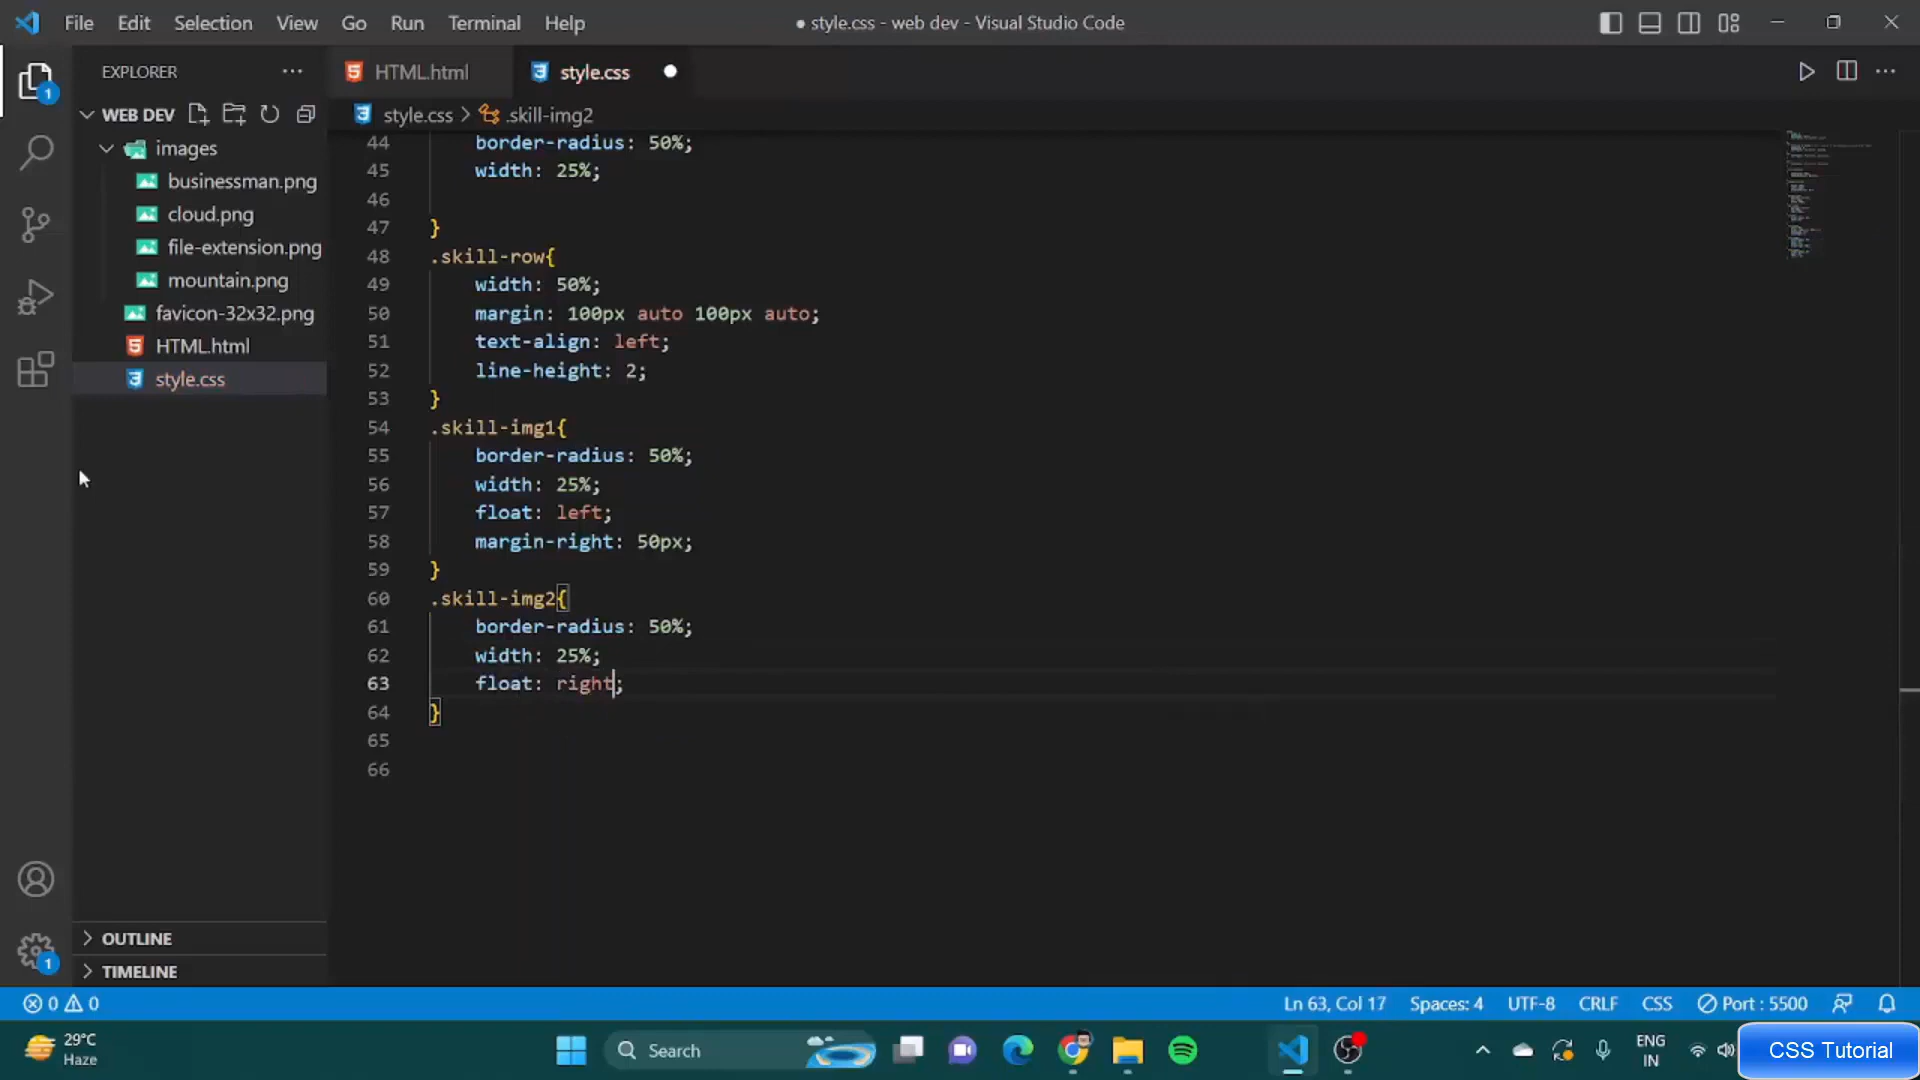 File Edit Selection View Go Run Terminal Help
● style.css - web dev - Visual Studio Code
EXPLORER
HTML.html
style.css
1
WEB DEV
style.css > .skill-img2
images
businessman.png
cloud.png
file-extension.png
mountain.png
favicon-32x32.png
HTML.html
style.css
44 border-radius: 50%;
45 width: 25%;
46
47 }
48 .skill-row{
49 width: 50%;
50 margin: 100px auto 100px auto;
51 text-align: left;
52 line-height: 2;
53 }
54 .skill-img1{
55 border-radius: 50%;
56 width: 25%;
57 float: left;
58 margin-right: 50px;
59 }
60 .skill-img2{
61 border-radius: 50%;
62 width: 25%;
63 float: right;
64 }
65
66
OUTLINE
1
TIMELINE
0 0
Ln 63, Col 17 Spaces: 4 UTF-8 CRLF CSS Port : 5500
29°C
Haze
Search
ENG
IN
CSS Tutorial